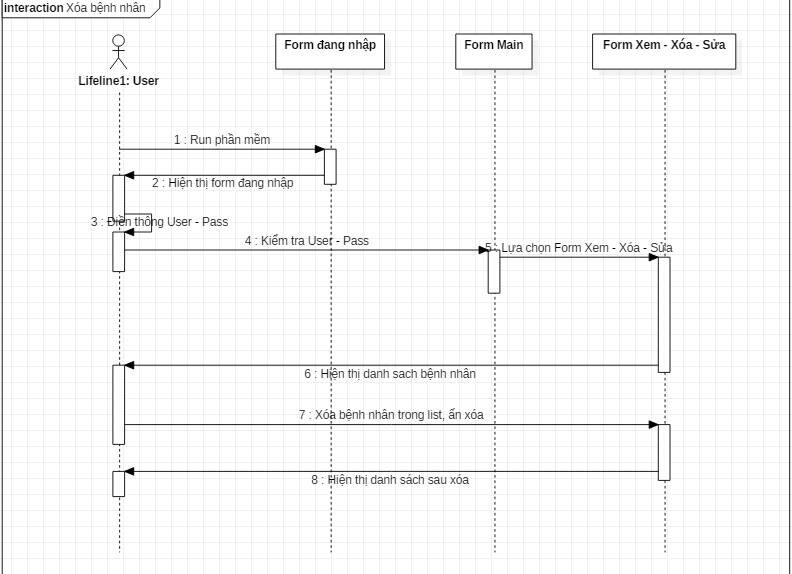 interaction Xóa bệnh nhân
Lifeline1: User
Form đang nhập
Form Main
Form Xem - Xóa - Sửa
1 : Run phần mềm
2 : Hiện thị form đang nhập
3 : Điền thông User - Pass
4 : Kiểm tra User - Pass
5 : Lựa chọn Form Xem - Xóa - Sửa
6 : Hiện thị danh sach bệnh nhân
7 : Xóa bệnh nhân trong list, ấn xóa
8 : Hiện thị danh sách sau xóa